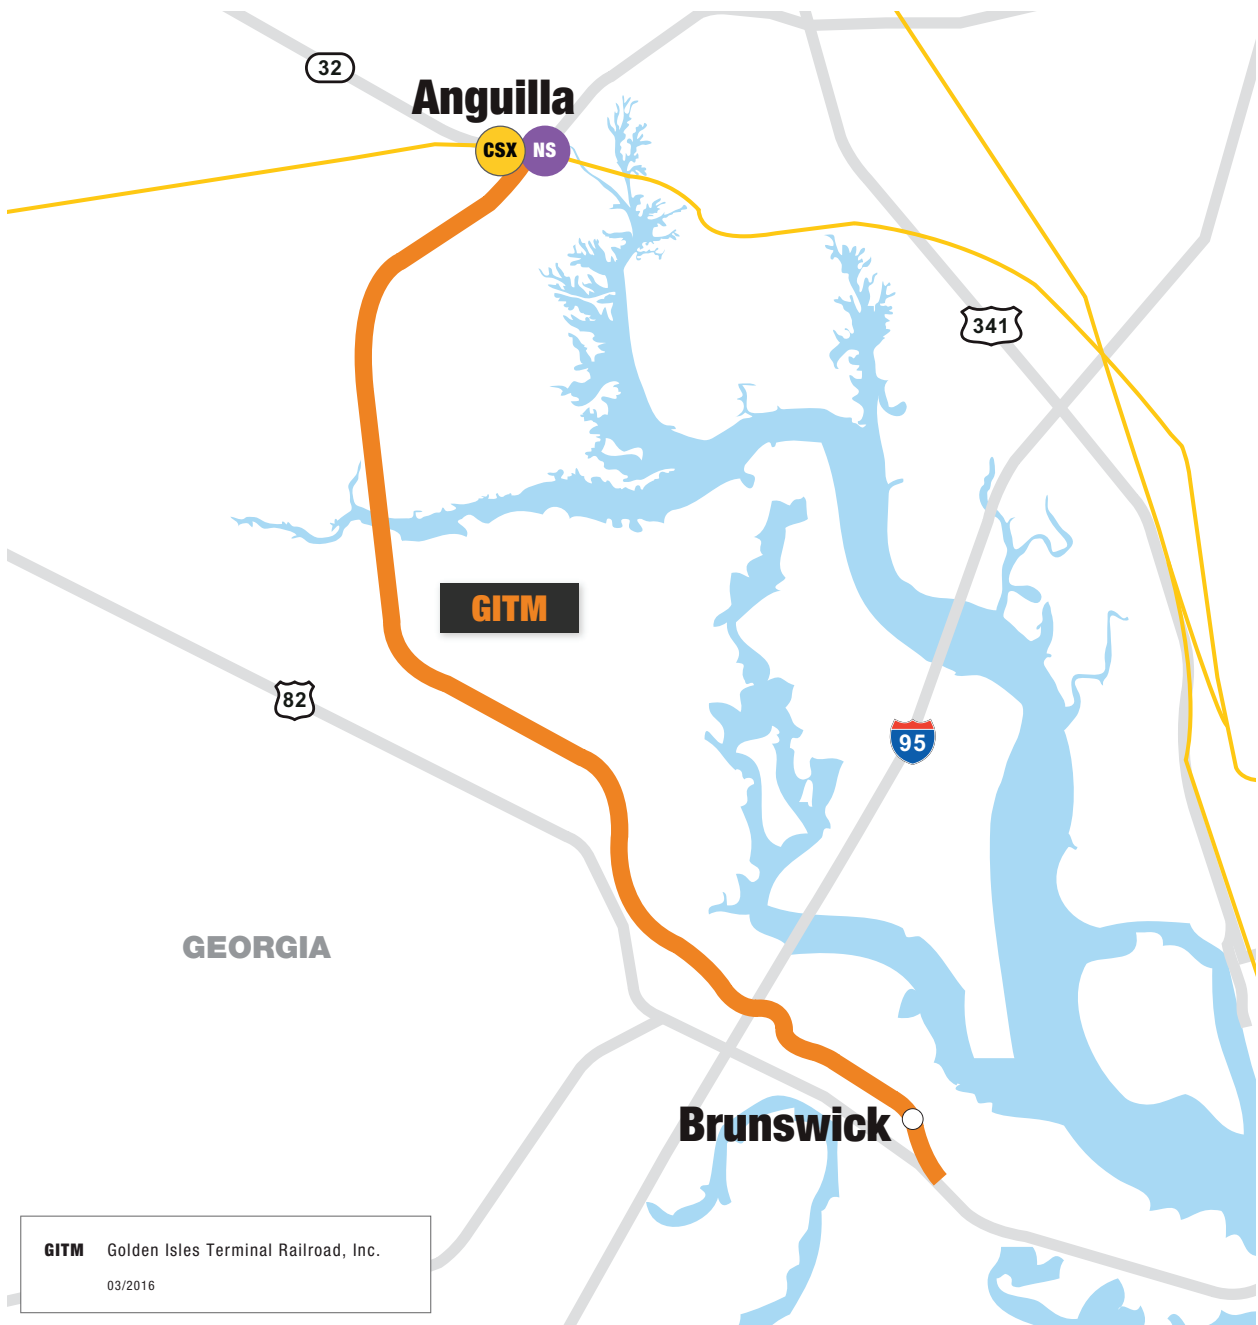 32
Anguilla
CSX NS
341
GITM
82
95
GEORGIA
Brunswick
GITM Golden Isles Terminal Railroad, Inc.
03/2016